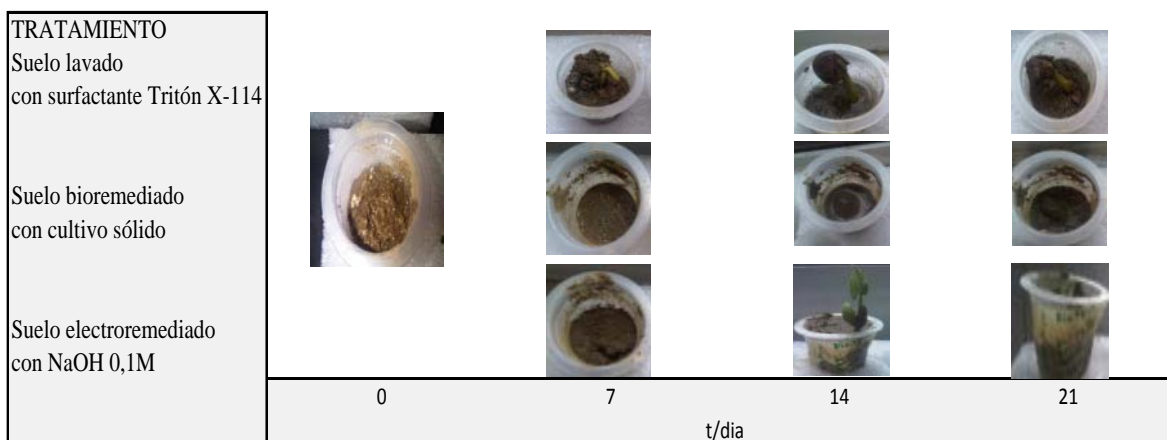 TRATAMIENTO
Suelo lavado
con surfactante Tritón X-114
Suelo bioremediado
con cultivo sólido
Suelo electroremediado
con NaOH 0,1M
0 7 14 21
t/dia